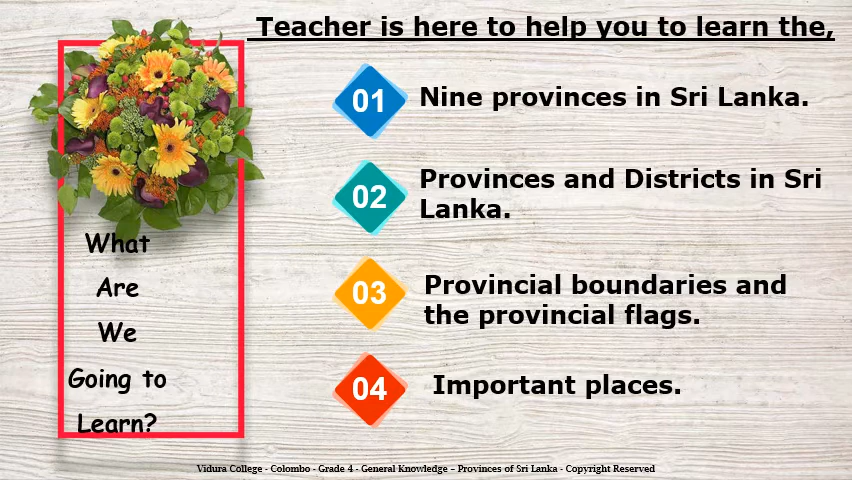 Teacher is here to help you to learn the,
01
Nine provinces in Sri Lanka.
02
Provinces and Districts in Sri
Lanka.
What
Are
We
Going to
Learn?
03
Provincial boundaries and
the provincial flags.
04
Important places.
Vidura College - Colombo - Grade 4 - General Knowledge – Provinces of Sri Lanka - Copyright Reserved